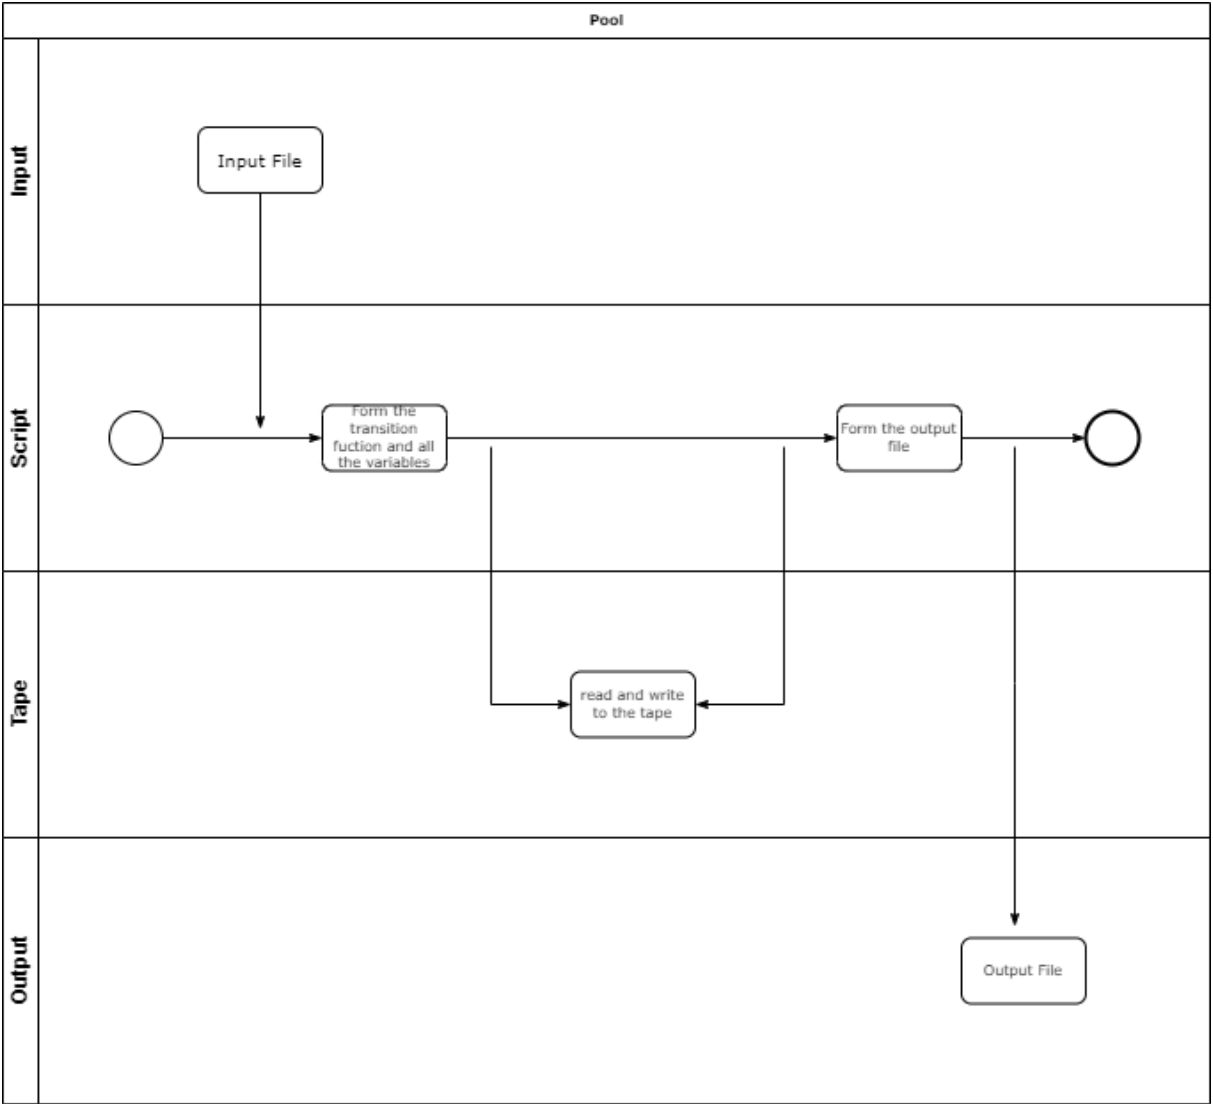 Pool
Input
Input File
Script
Form the
transition
fuction and all
the variables
Form the output
file
Tape
read and write
to the tape
Output
Output File